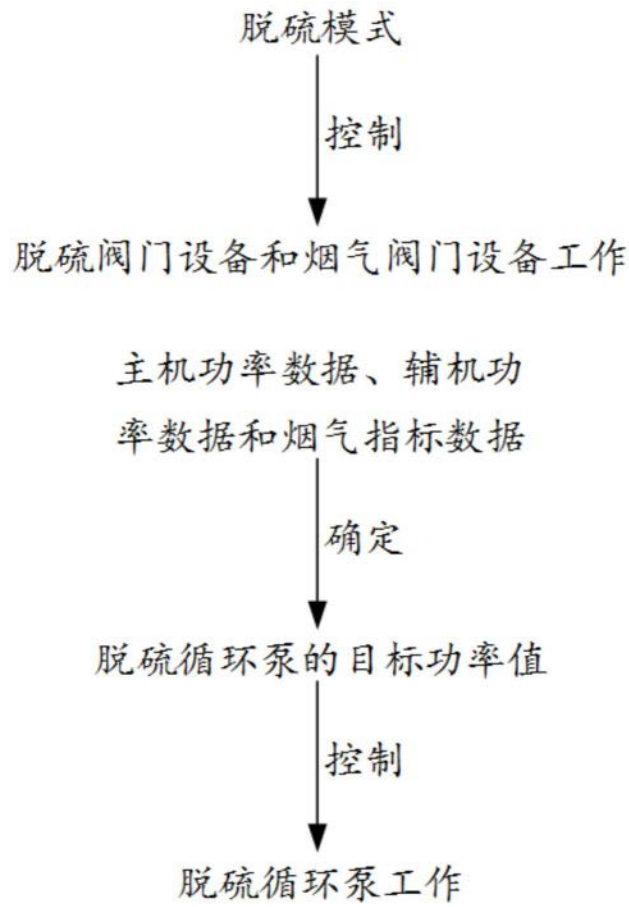 脱硫模式
控制
脱硫阀门设备和烟气阀门设备工作
主机功率数据、辅机功
率数据和烟气指标数据
确定
脱硫循环泵的目标功率值
控制
脱硫循环泵工作